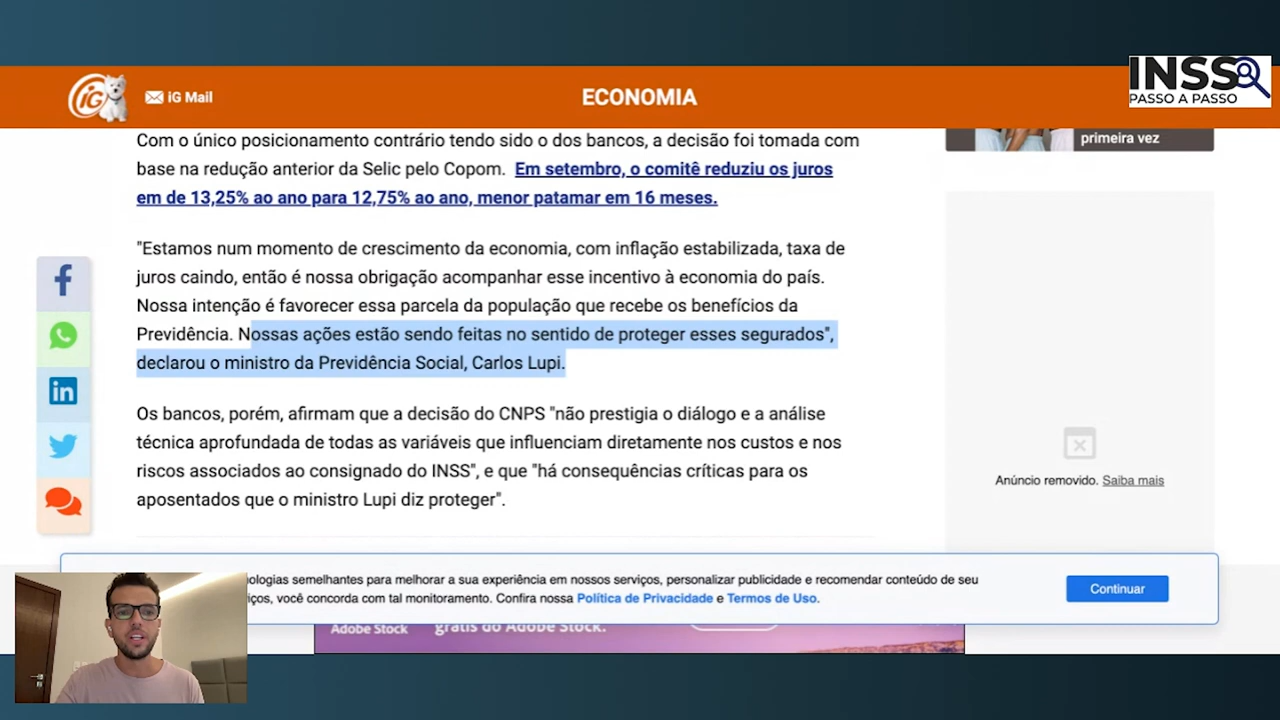 INSS
PASSO A PASSO
iG
iG Mail
ECONOMIA
primeira vez
Com o único posicionamento contrário tendo sido o dos bancos, a decisão foi tomada com
base na redução anterior da Selic pelo Copom. Em setembro, o comitê reduziu os juros
em de 13,25% ao ano para 12,75% ao ano, menor patamar em 16 meses.
"Estamos num momento de crescimento da economia, com inflação estabilizada, taxa de
juros caindo, então é nossa obrigação acompanhar esse incentivo à economia do país.
Nossa intenção é favorecer essa parcela da população que recebe os benefícios da
Previdência. Nossas ações estão sendo feitas no sentido de proteger esses segurados",
declarou o ministro da Previdência Social, Carlos Lupi.
Os bancos, porém, afirmam que a decisão do CNPS "não prestigia o diálogo e a análise
técnica aprofundada de todas as variáveis que influenciam diretamente nos custos e nos
riscos associados ao consignado do INSS", e que "há consequências críticas para os
aposentados que o ministro Lupi diz proteger".
Anúncio removido. Saiba mais
nologias semelhantes para melhorar a sua experiência em nossos serviços, personalizar publicidade e recomendar conteúdo de seu
iços, você concorda com tal monitoramento. Confira nossa Política de Privacidade e Termos de Uso.
Continuar
Adobe Stock
grátis do Adobe Stock.